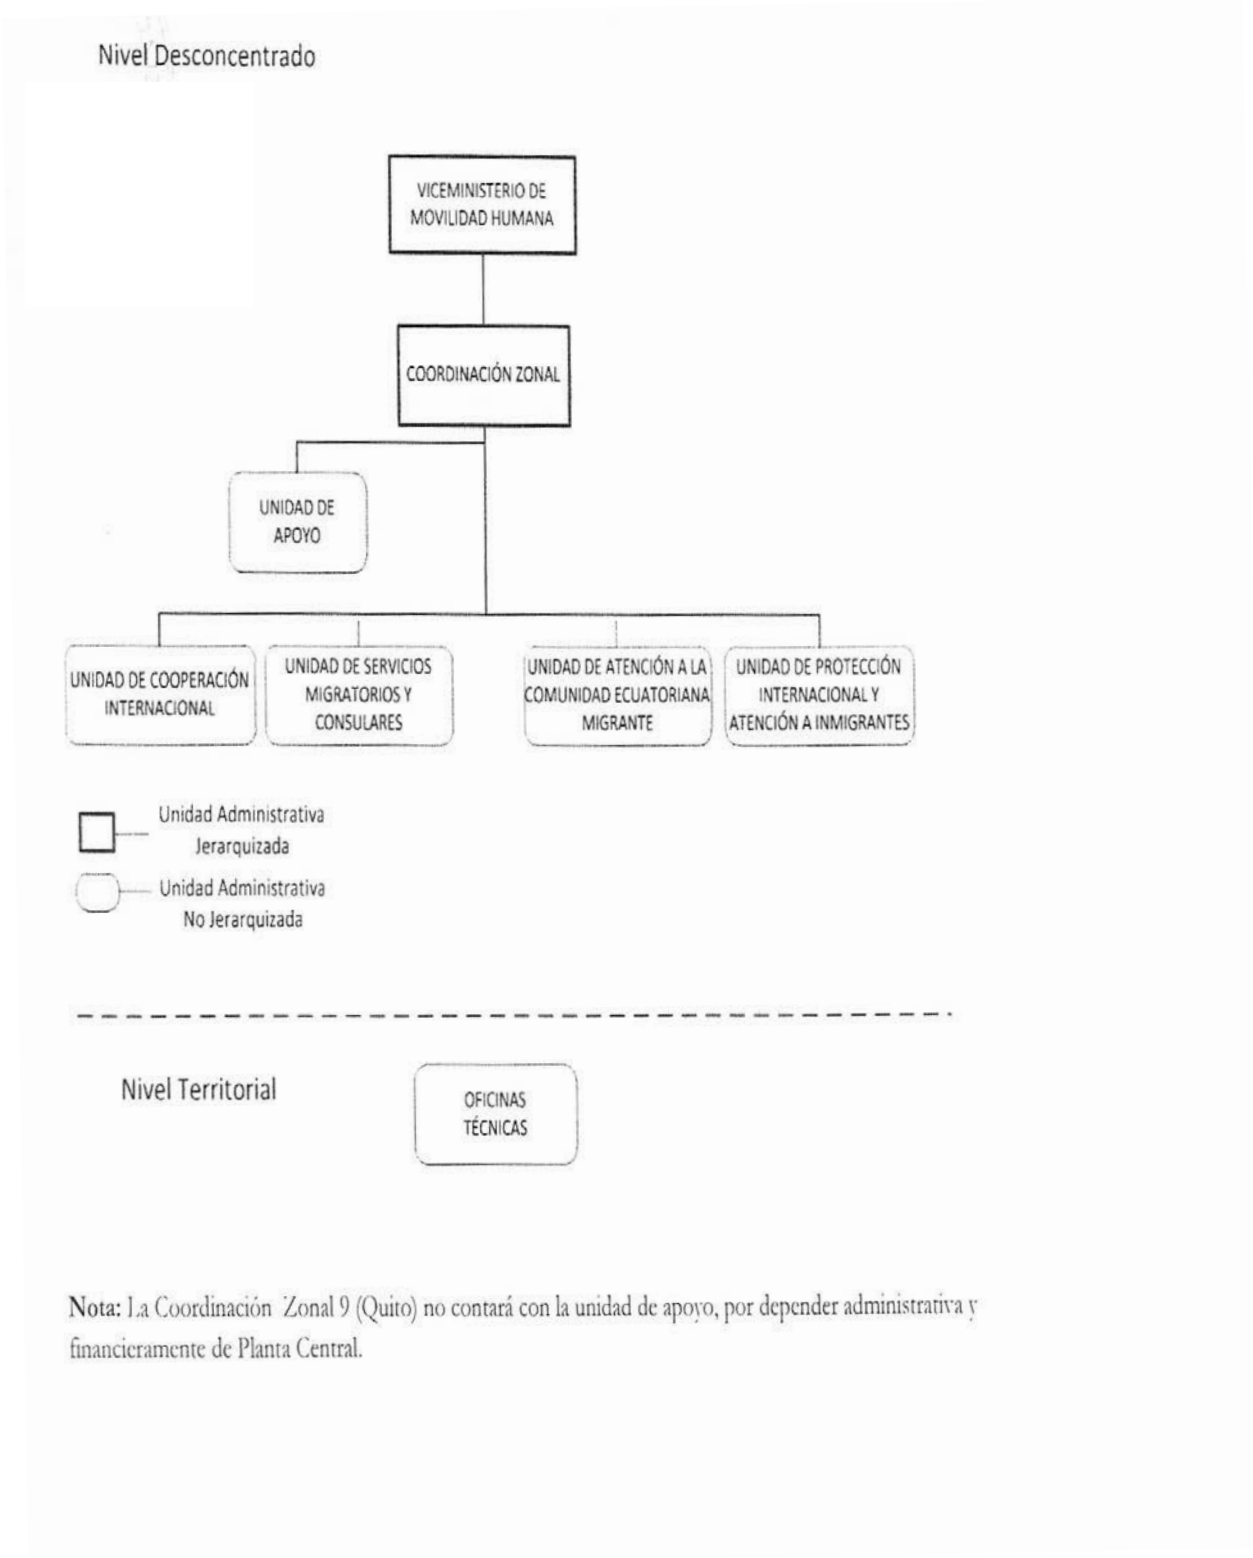 Nivel Desconcentrado
VICEMINISTERIO DE
MOVILIDAD HUMANA
COORDINACIÓN ZONAL
UNIDAD DE
APOYO
UNIDAD DE COOPERACIÓN
INTERNACIONAL
UNIDAD DE SERVICIOS
MIGRATORIOS Y
CONSULARES
UNIDAD DE ATENCIÓN A LA
COMUNIDAD ECUATORIANA
MIGRANTE
UNIDAD DE PROTECCIÓN
INTERNACIONAL Y
ATENCIÓN A INMIGRANTES
Unidad Administrativa
Jerarquizada
Unidad Administrativa
No Jerarquizada
Nivel Territorial
OFICINAS
TÉCNICAS
Nota: La Coordinación Zonal 9 (Quito) no contará con la unidad de apoyo, por depender administrativa y
financieramente de Planta Central.